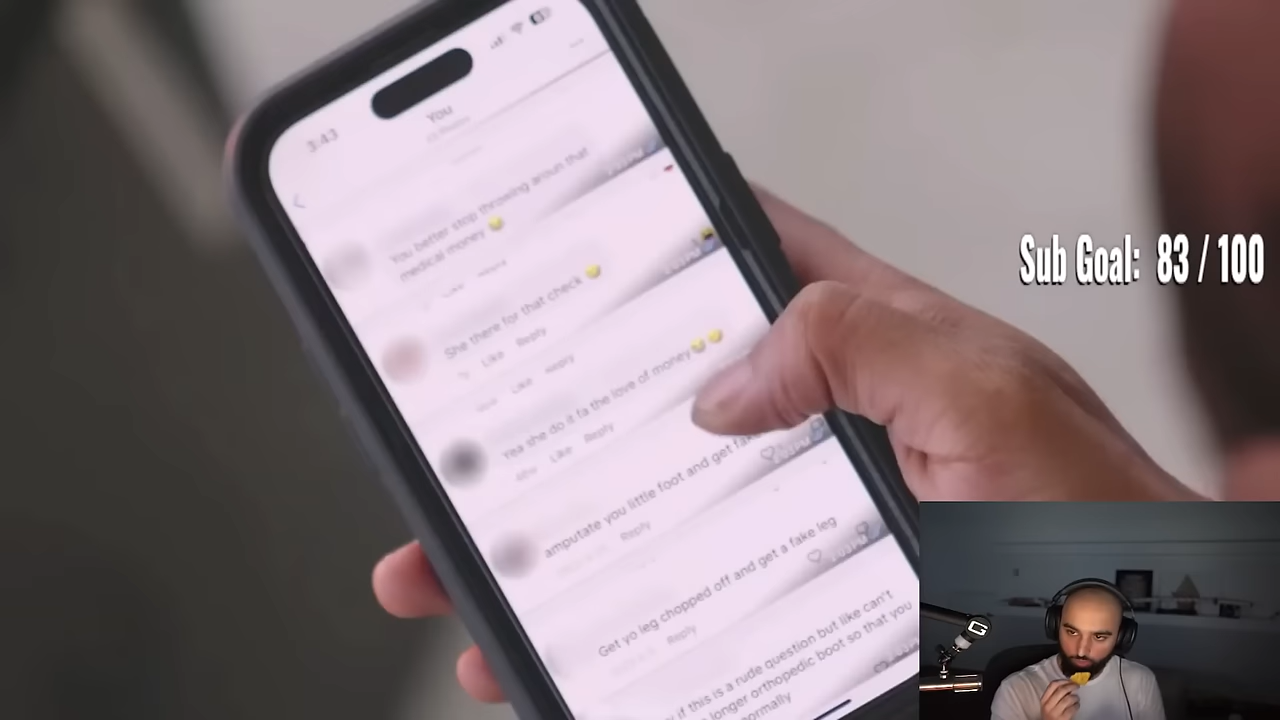 3:43
You
You better stop throwing aroun that
medical money
Like
She there for that check
Like Reply
Like Reply
Yea she do it fa the love of money
Like Reply
amputate you little foot and get
Reply
Get yo leg chopped off and get a fake leg
Reply
if this is a rude question but like can't
longer orthopedic boot so that you
normally
Sub Goal: 83 / 100
G